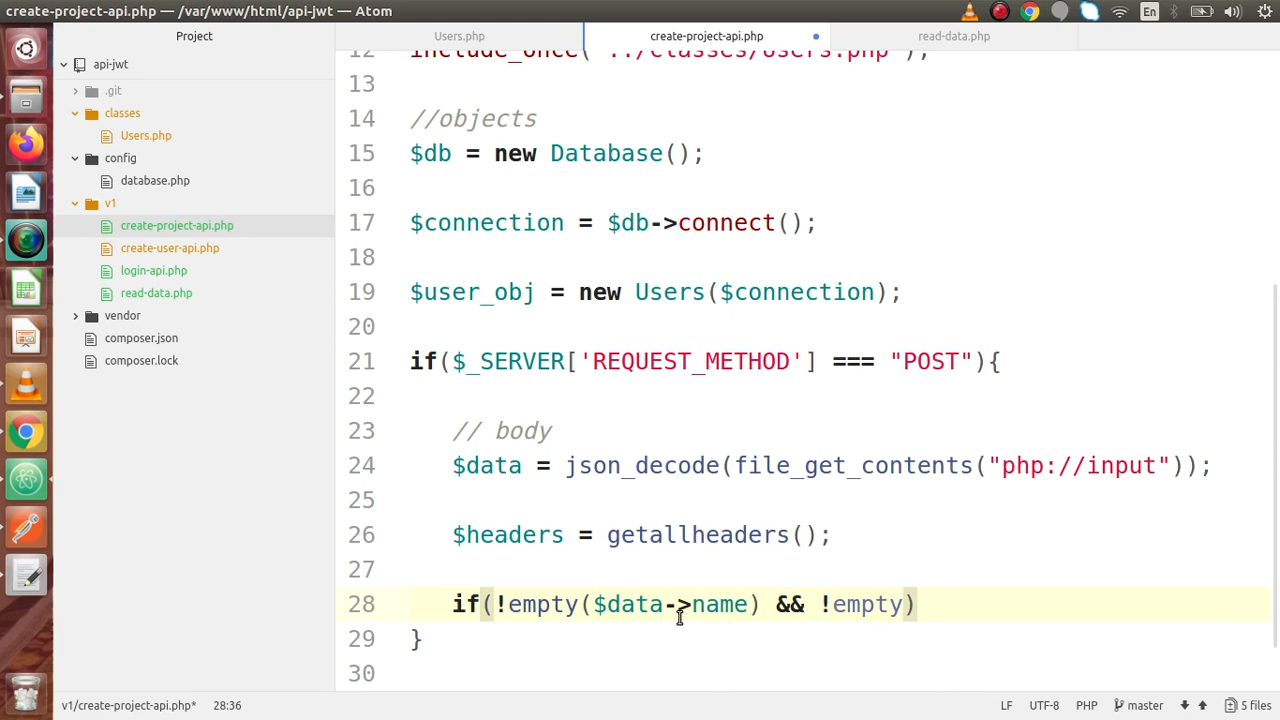 create-project-api.php — /var/www/html/api-jwt — Atom
En
Project
Users.php
create-project-api.php
read-data.php
api-jwt
.git
classes
Users.php
config
database.php
v1
create-project-api.php
create-user-api.php
login-api.php
read-data.php
vendor
composer.json
composer.lock
12 include_once("../classes/Users.php");
13
14 //objects
15 $db = new Database();
16
17 $connection = $db->connect();
18
19 $user_obj = new Users($connection);
20
21 if($_SERVER['REQUEST_METHOD'] === "POST"){
22
23 // body
24 $data = json_decode(file_get_contents("php://input"));
25
26 $headers = getallheaders();
27
28 if(!empty($data->name) && !empty)
29 }
30
v1/create-project-api.php* 28:36
LF UTF-8 PHP master 5 files